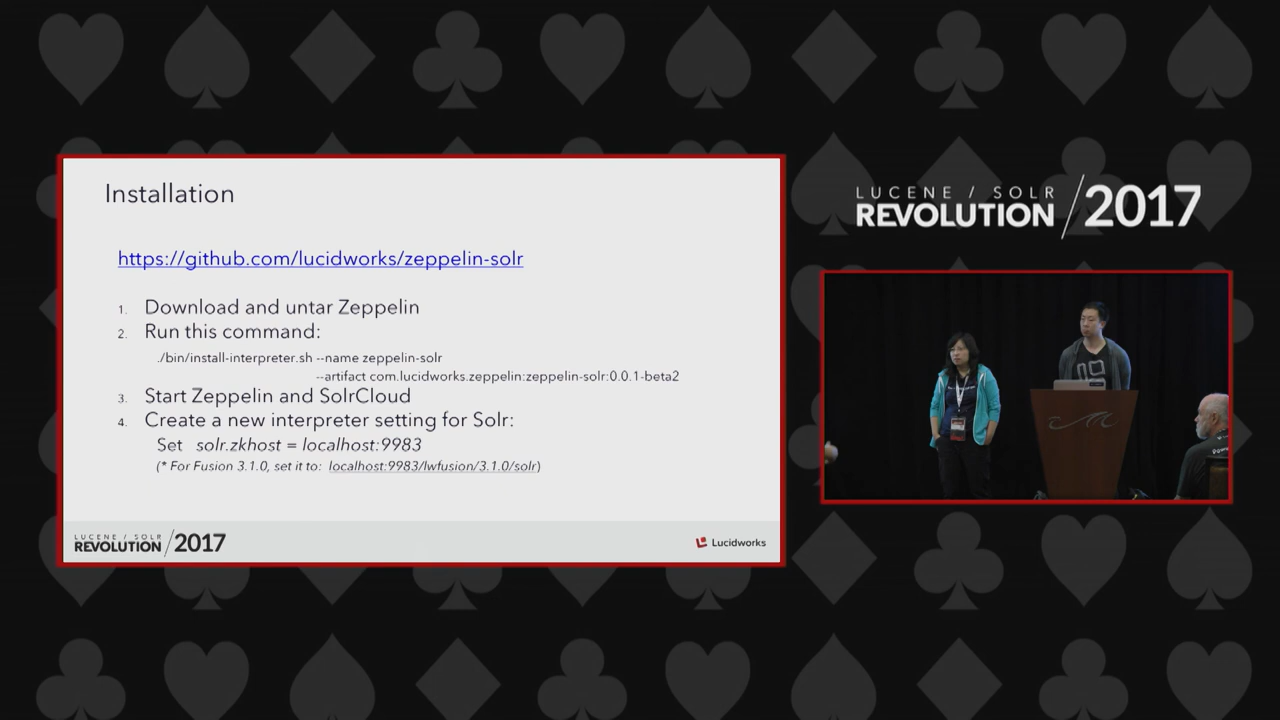 Installation
https://github.com/lucidworks/zeppelin-solr
1. Download and untar Zeppelin
2. Run this command:
./bin/install-interpreter.sh --name zeppelin-solr
--artifact com.lucidworks.zeppelin:zeppelin-solr:0.0.1-beta2
3. Start Zeppelin and SolrCloud
4. Create a new interpreter setting for Solr:
Set solr.zkhost = localhost:9983
(* For Fusion 3.1.0, set it to: localhost:9983/lwfusion/3.1.0/solr)
LUCENE / SOLR
REVOLUTION /2017
Lucidworks
LUCENE / SOLR
REVOLUTION /2017